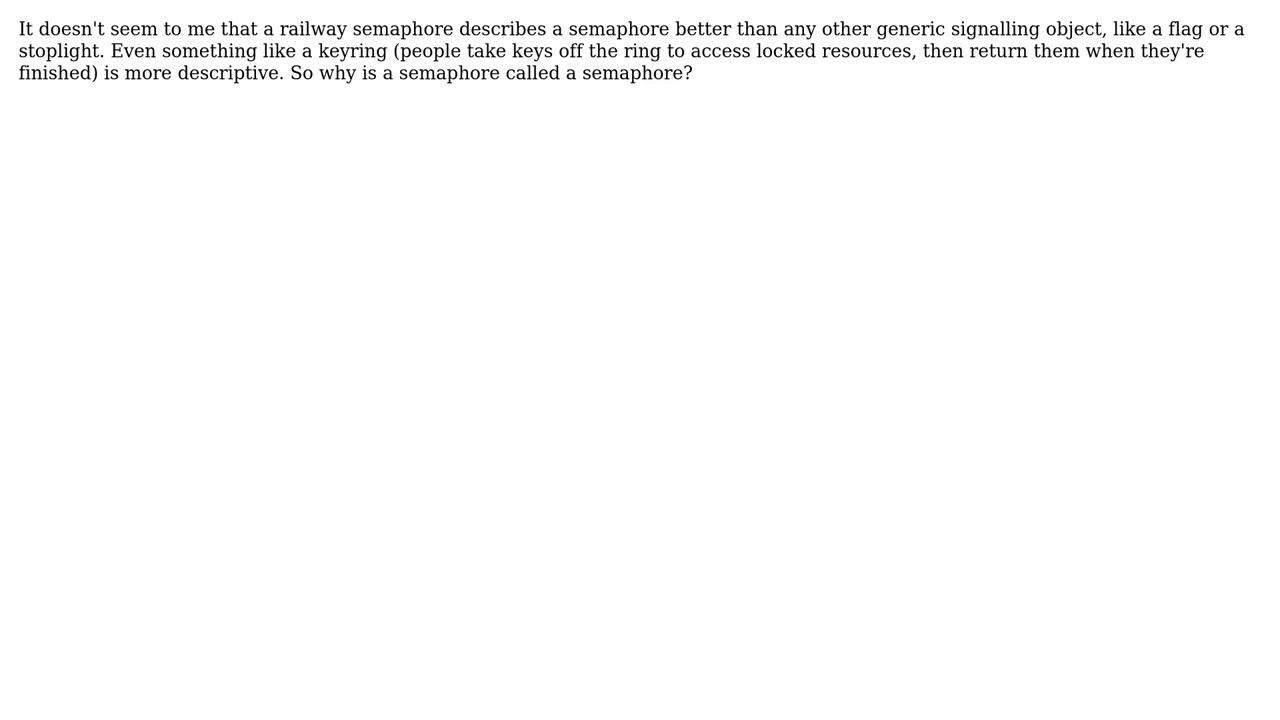 It doesn't seem to me that a railway semaphore describes a semaphore better than any other generic signalling object, like a flag or a
stoplight. Even something like a keyring (people take keys off the ring to access locked resources, then return them when they're
finished) is more descriptive. So why is a semaphore called a semaphore?